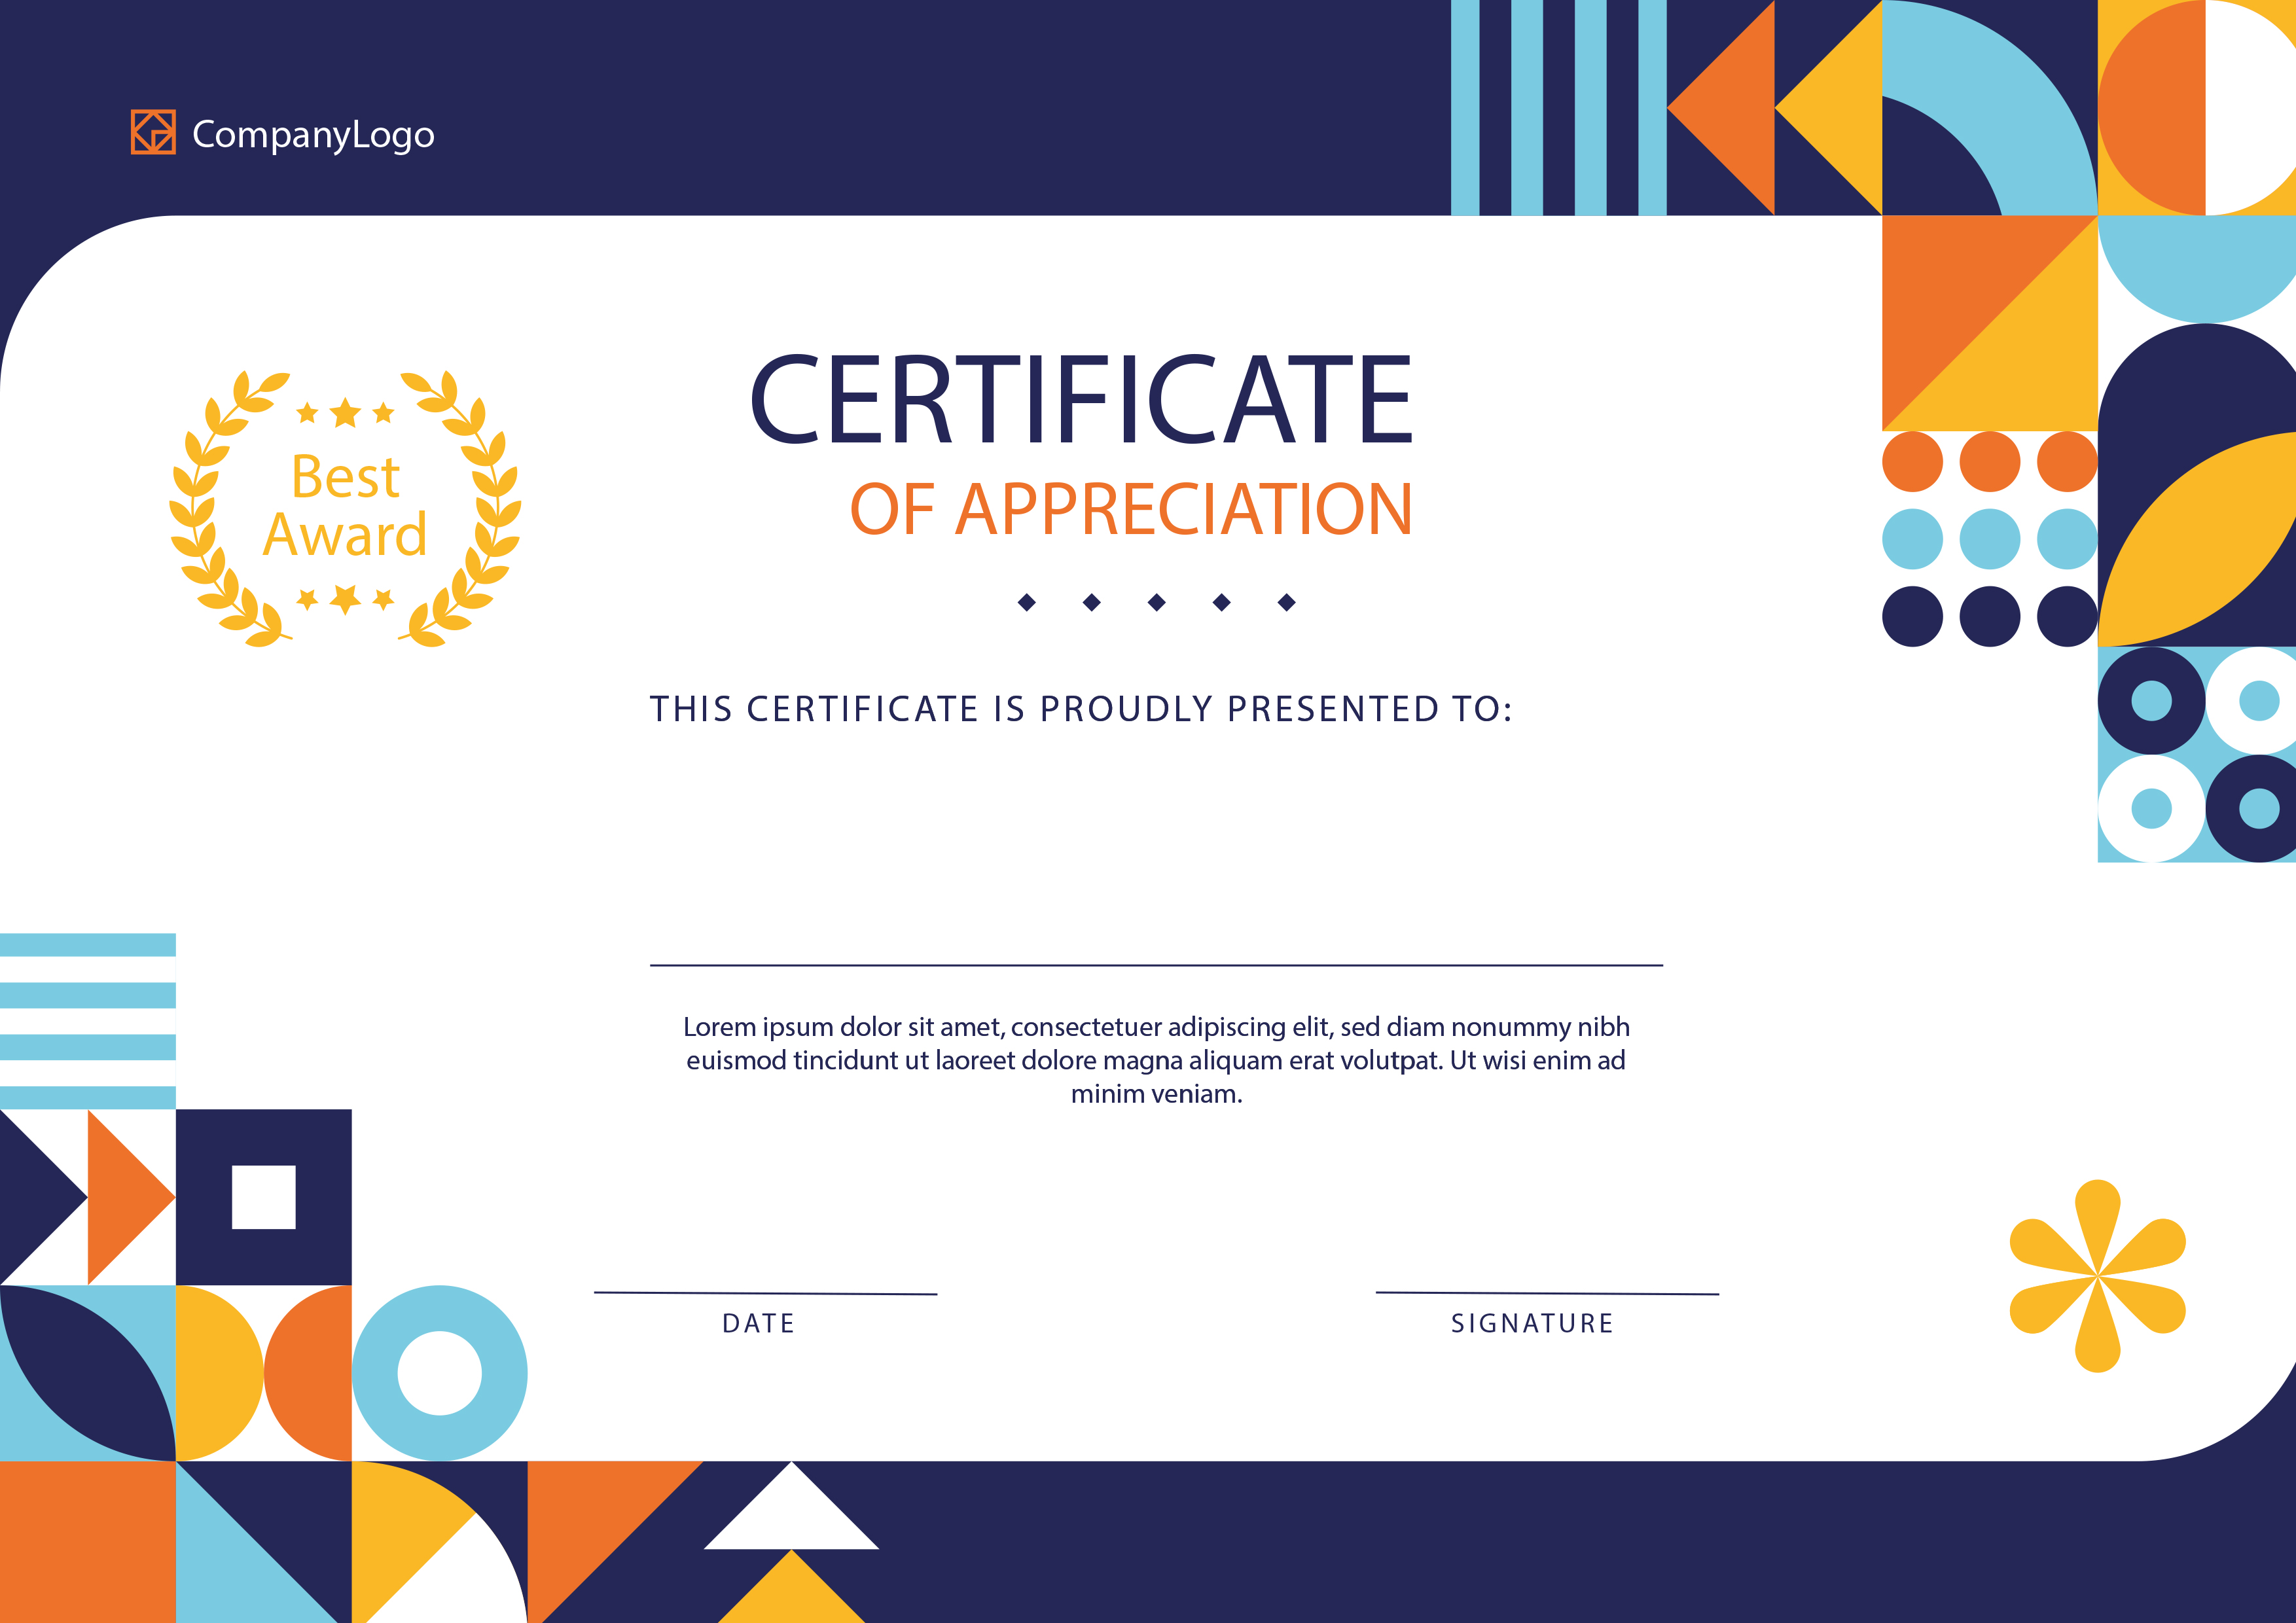 CompanyLogo
Best
Award
CERTIFICATE
OF APPRECIATION
THIS CERTIFICATE IS PROUDLY PRESENTED TO:
Lorem ipsum dolor sit amet, consectetuer adipiscing elit, sed diam nonummy nibh
euismod tincidunt ut laoreet dolore magna aliquam erat volutpat. Ut wisi enim ad
minim veniam.
DATE
SIGNATURE